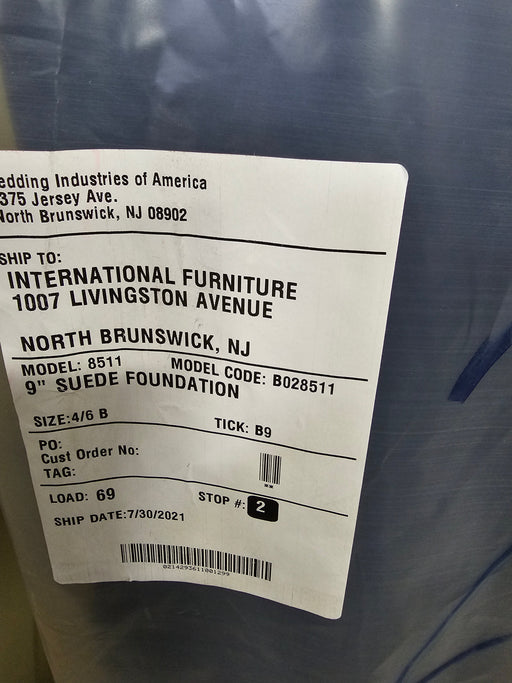 edding Industries of America
375 Jersey Ave.
North Brunswick, NJ 08902
SHIP TO:
INTERNATIONAL FURNITURE
1007 LIVINGSTON AVENUE
NORTH BRUNSWICK, NJ
MODEL: 8511 MODEL CODE: B028511
9" SUEDE FOUNDATION
SIZE:4/6 B TICK: B9
PO:
Cust Order No:
TAG:
LOAD: 69 STOP #: 2
SHIP DATE:7/30/2021